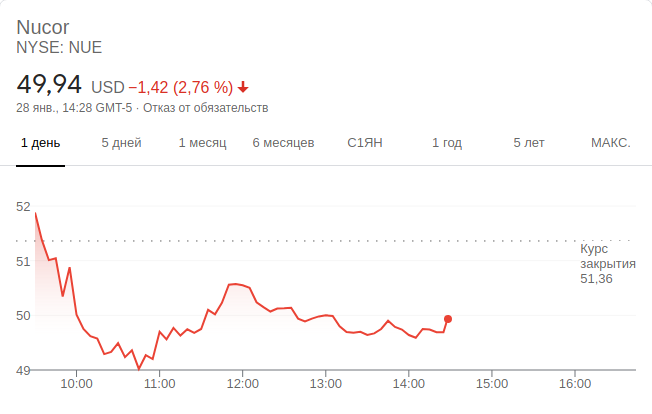 Nucor
NYSE: NUE
49,94 USD −1,42 (2,76 %)
28 янв., 14:28 GMT-5 · Отказ от обязательств
1 день 5 дней 1 месяц 6 месяцев С1ЯН 1 год 5 лет МАКС.
52
Курс
закрытия
51,36
51
50
49
10:00 11:00 12:00 13:00 14:00 15:00 16:00